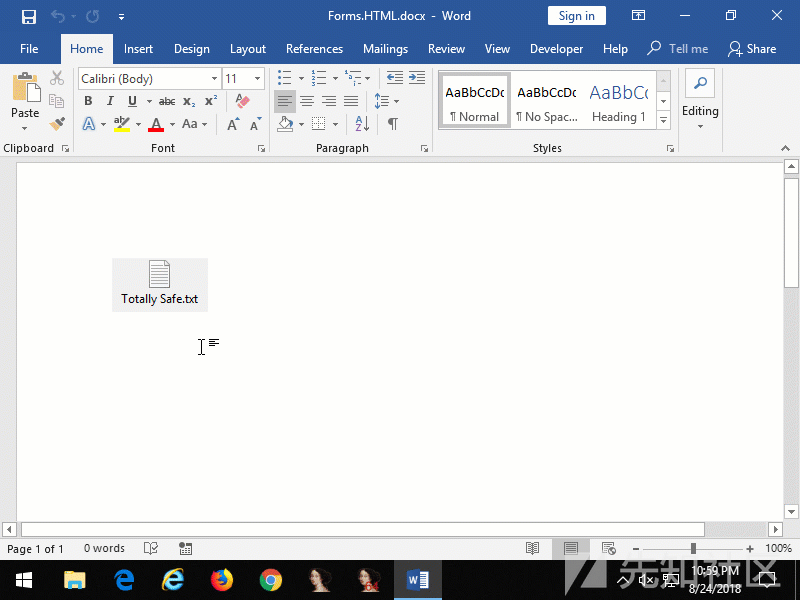 Forms.HTML.docx - Word
Sign in
File Home Insert Design Layout References Mailings Review View Developer Help Tell me Share
Paste
Calibri (Body) 11
B I U abc X₂ X²
A aby A Aa A A
AaBbCcDc AaBbCcDc AaBbCc
¶ Normal ¶ No Spac... Heading 1
Editing
Clipboard Font Paragraph Styles
Totally Safe.txt
Page 1 of 1 0 words 100%
先知社区
10:59 PM
8/24/2018